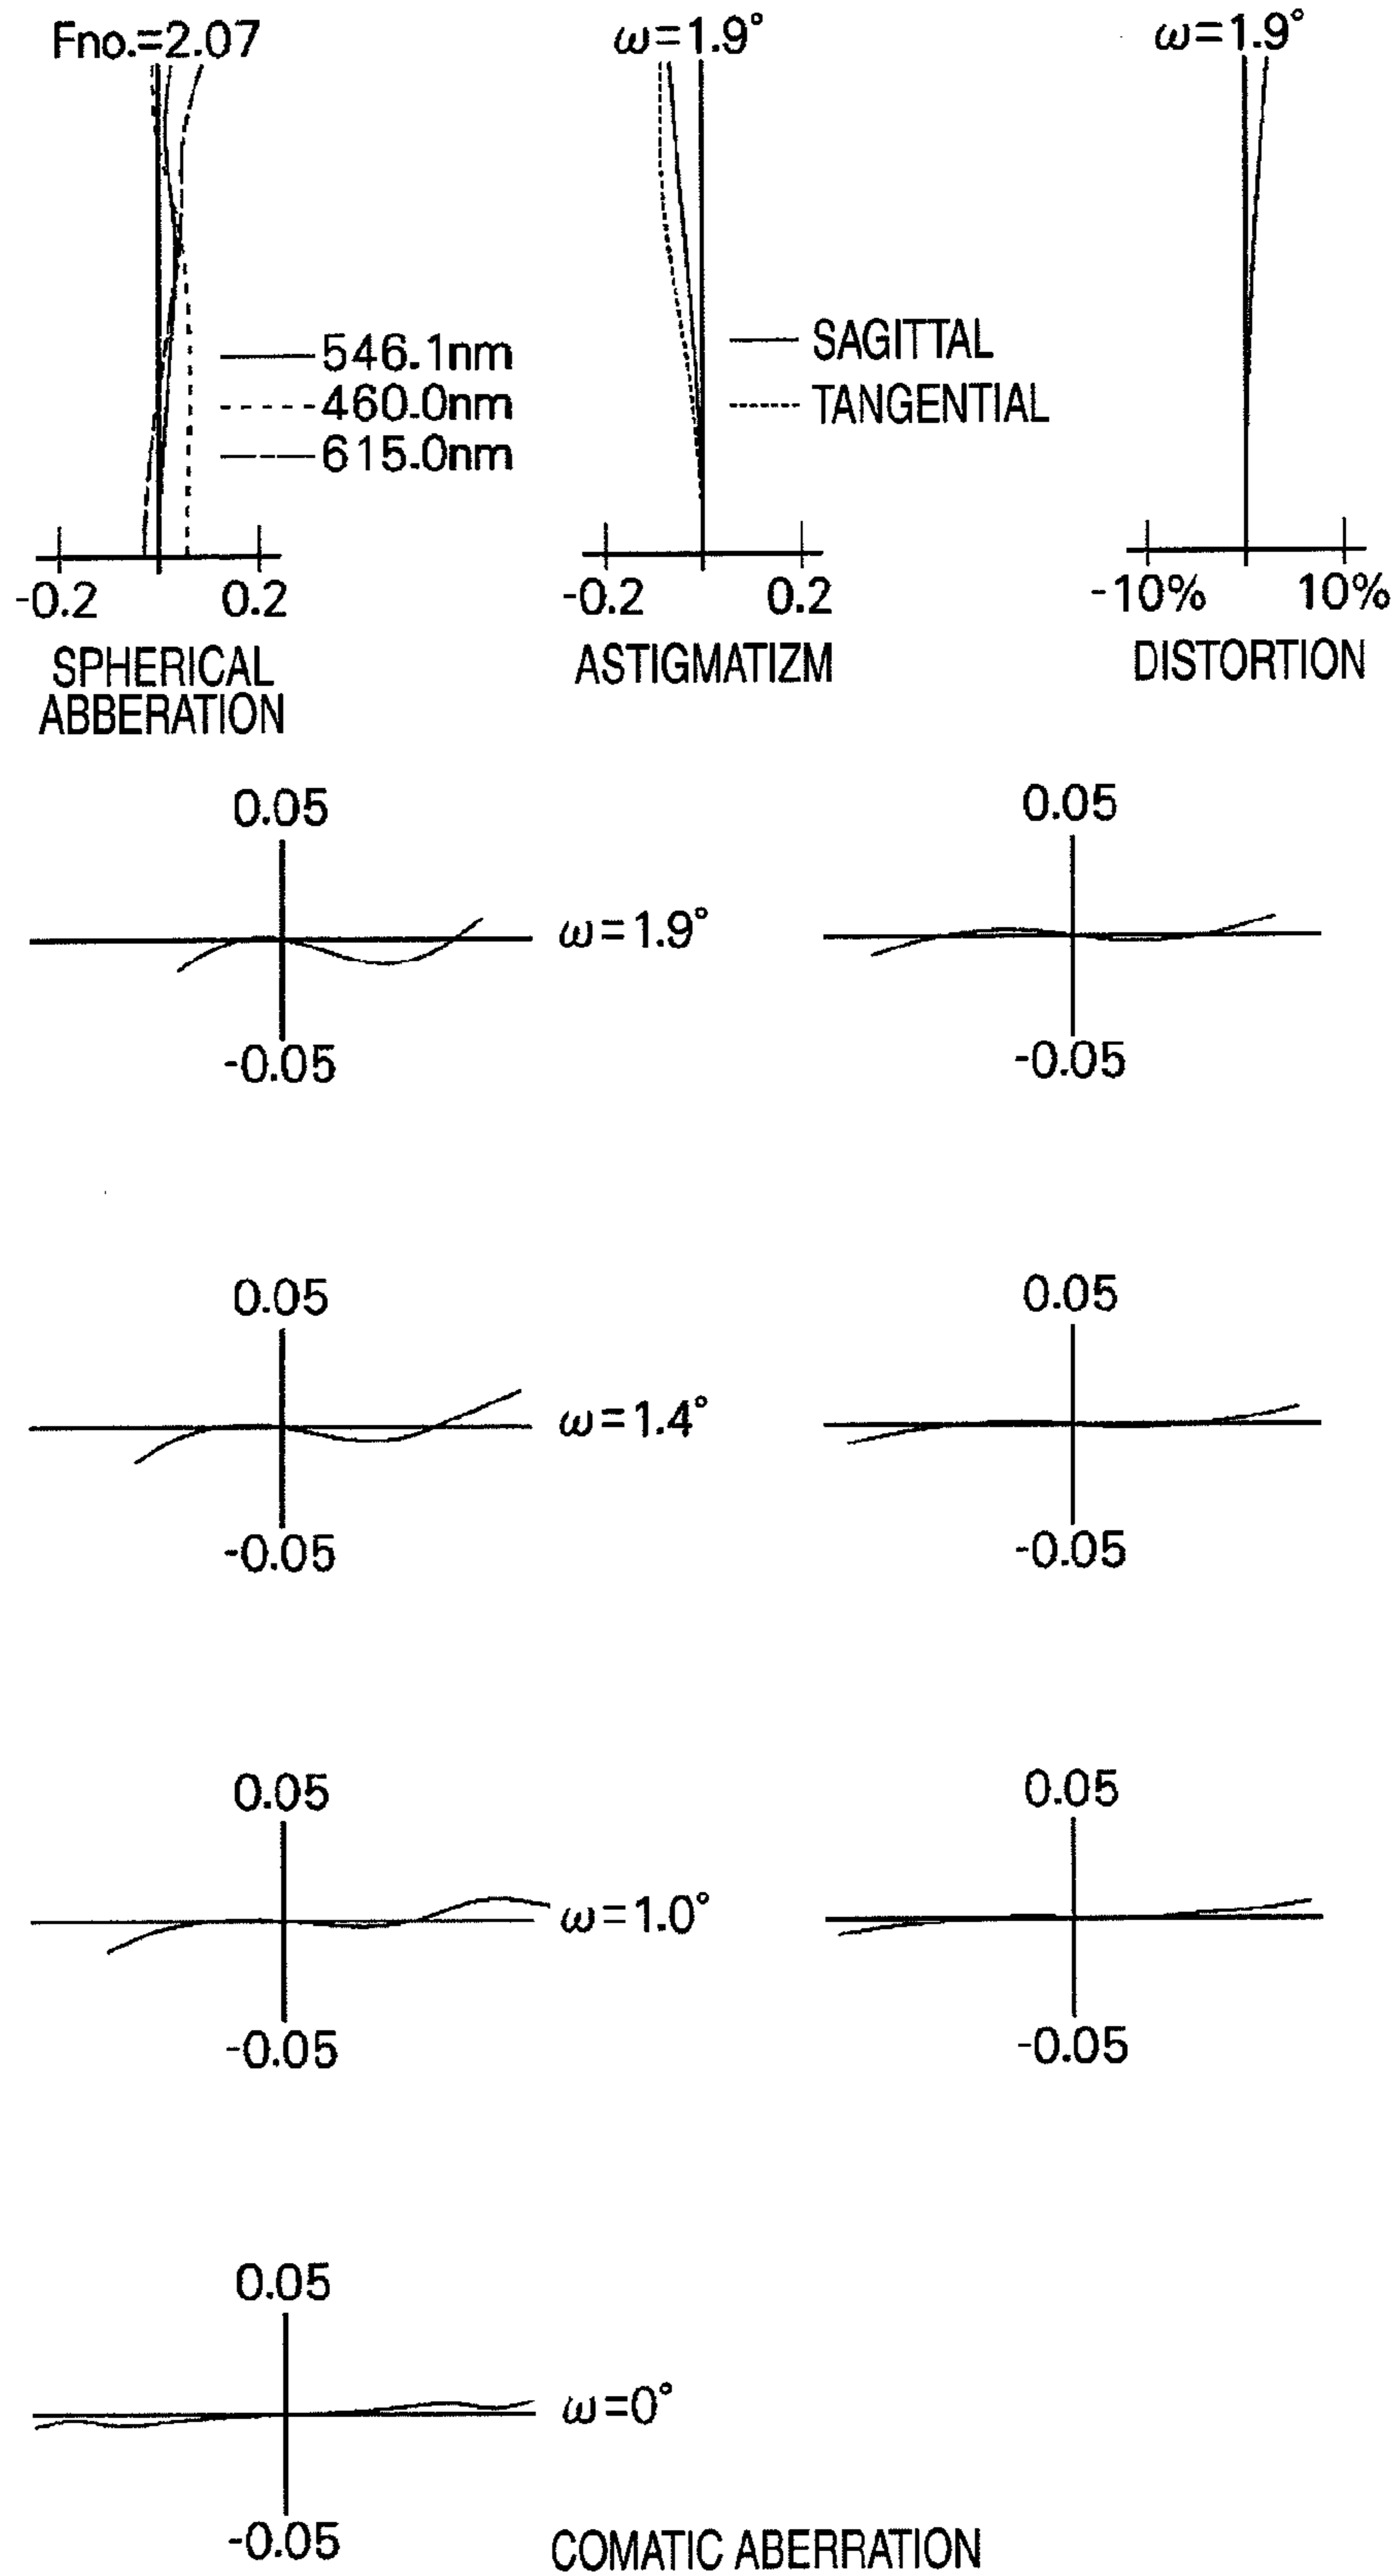 Fno.=2.07
ω=1.9°
ω=1.9°
546.1nm
460.0nm
615.0nm
SAGITTAL
TANGENTIAL
-0.2 0.2
-0.2 0.2
-10% 10%
SPHERICAL
ABBERATION
ASTIGMATIZM
DISTORTION
0.05
0.05
ω=1.9°
-0.05
-0.05
0.05
0.05
ω=1.4°
-0.05
-0.05
0.05
0.05
ω=1.0°
-0.05
-0.05
0.05
ω=0°
-0.05
COMATIC ABERRATION